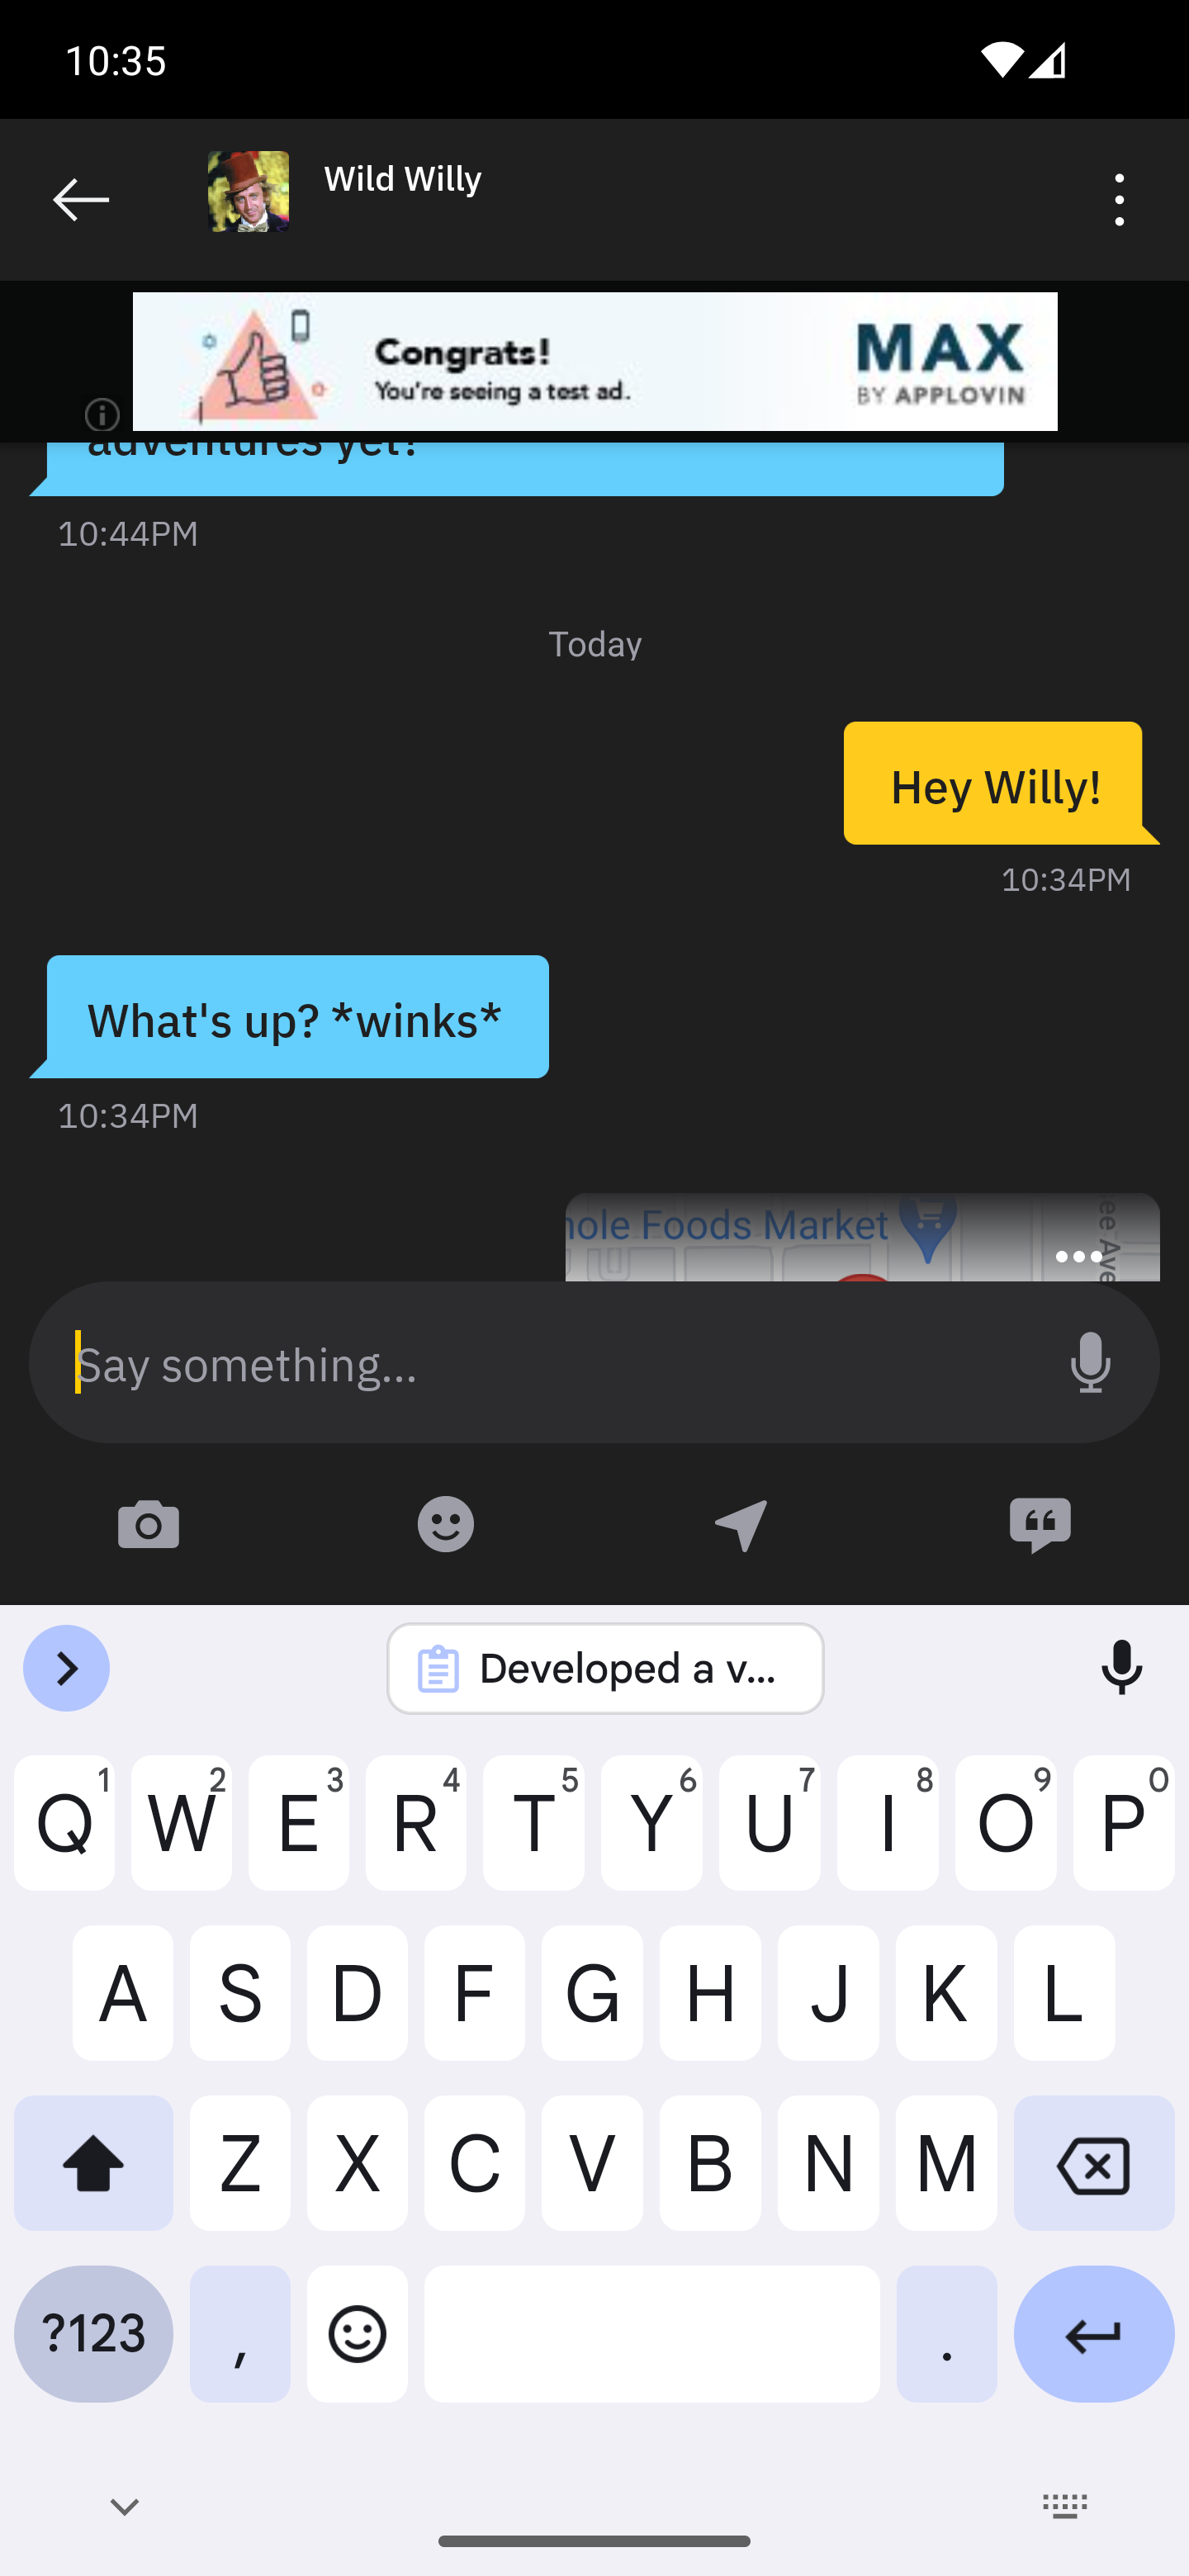 10:35
Wild Willy
Congrats!
You're seeing a test ad.
MAX
BY APPLOVIN
adventures yet?
10:44PM
Today
Hey Willy!
10:34PM
What's up? *winks*
10:34PM
hole Foods Market
ee Ave
Say something...
Developed a v...
Q1 W2 E3 R4 T5 Y6 U7 I8 O9 P0
A S D F G H J K L
Z X C V B N M
?123 , .